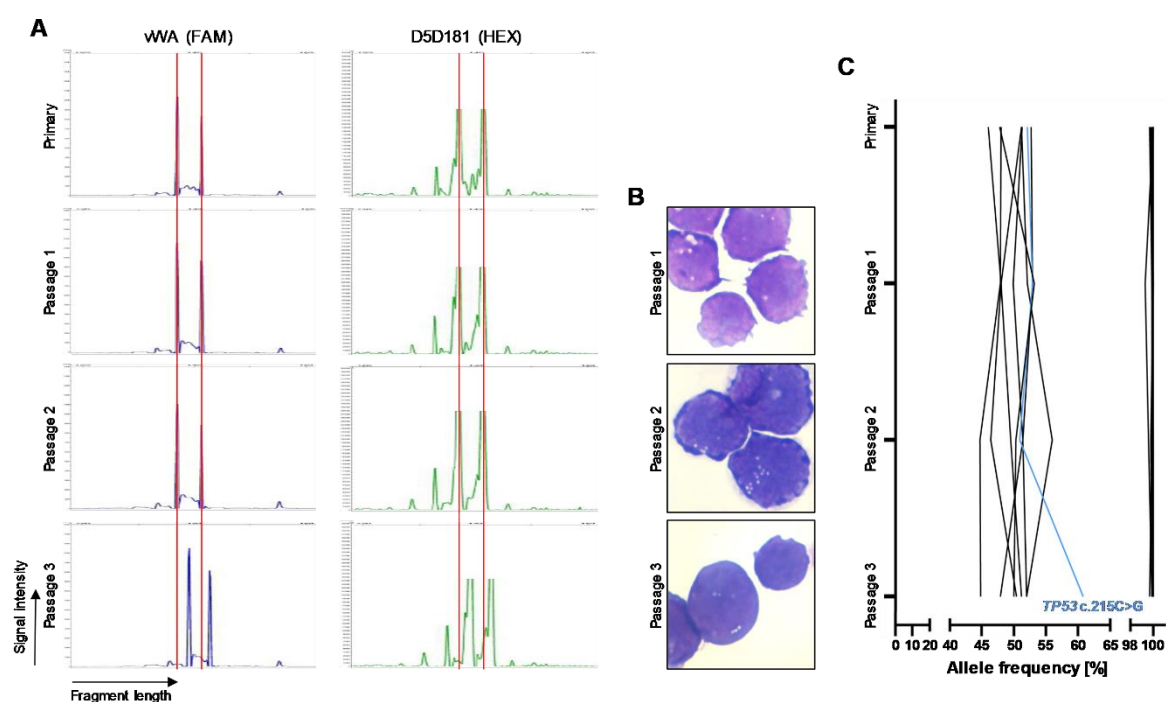 A
vWA (FAM)
D5D181 (HEX)
Primary
Passage 1
Passage 2
Passage 3
Signal intensity
Fragment length
B
Passage 1
Passage 2
Passage 3
C
Primary
Passage 1
Passage 2
Passage 3
TP53 c.215C>G
0 10 20 40 45 50 55 60 65 98 100
Allele frequency [%]